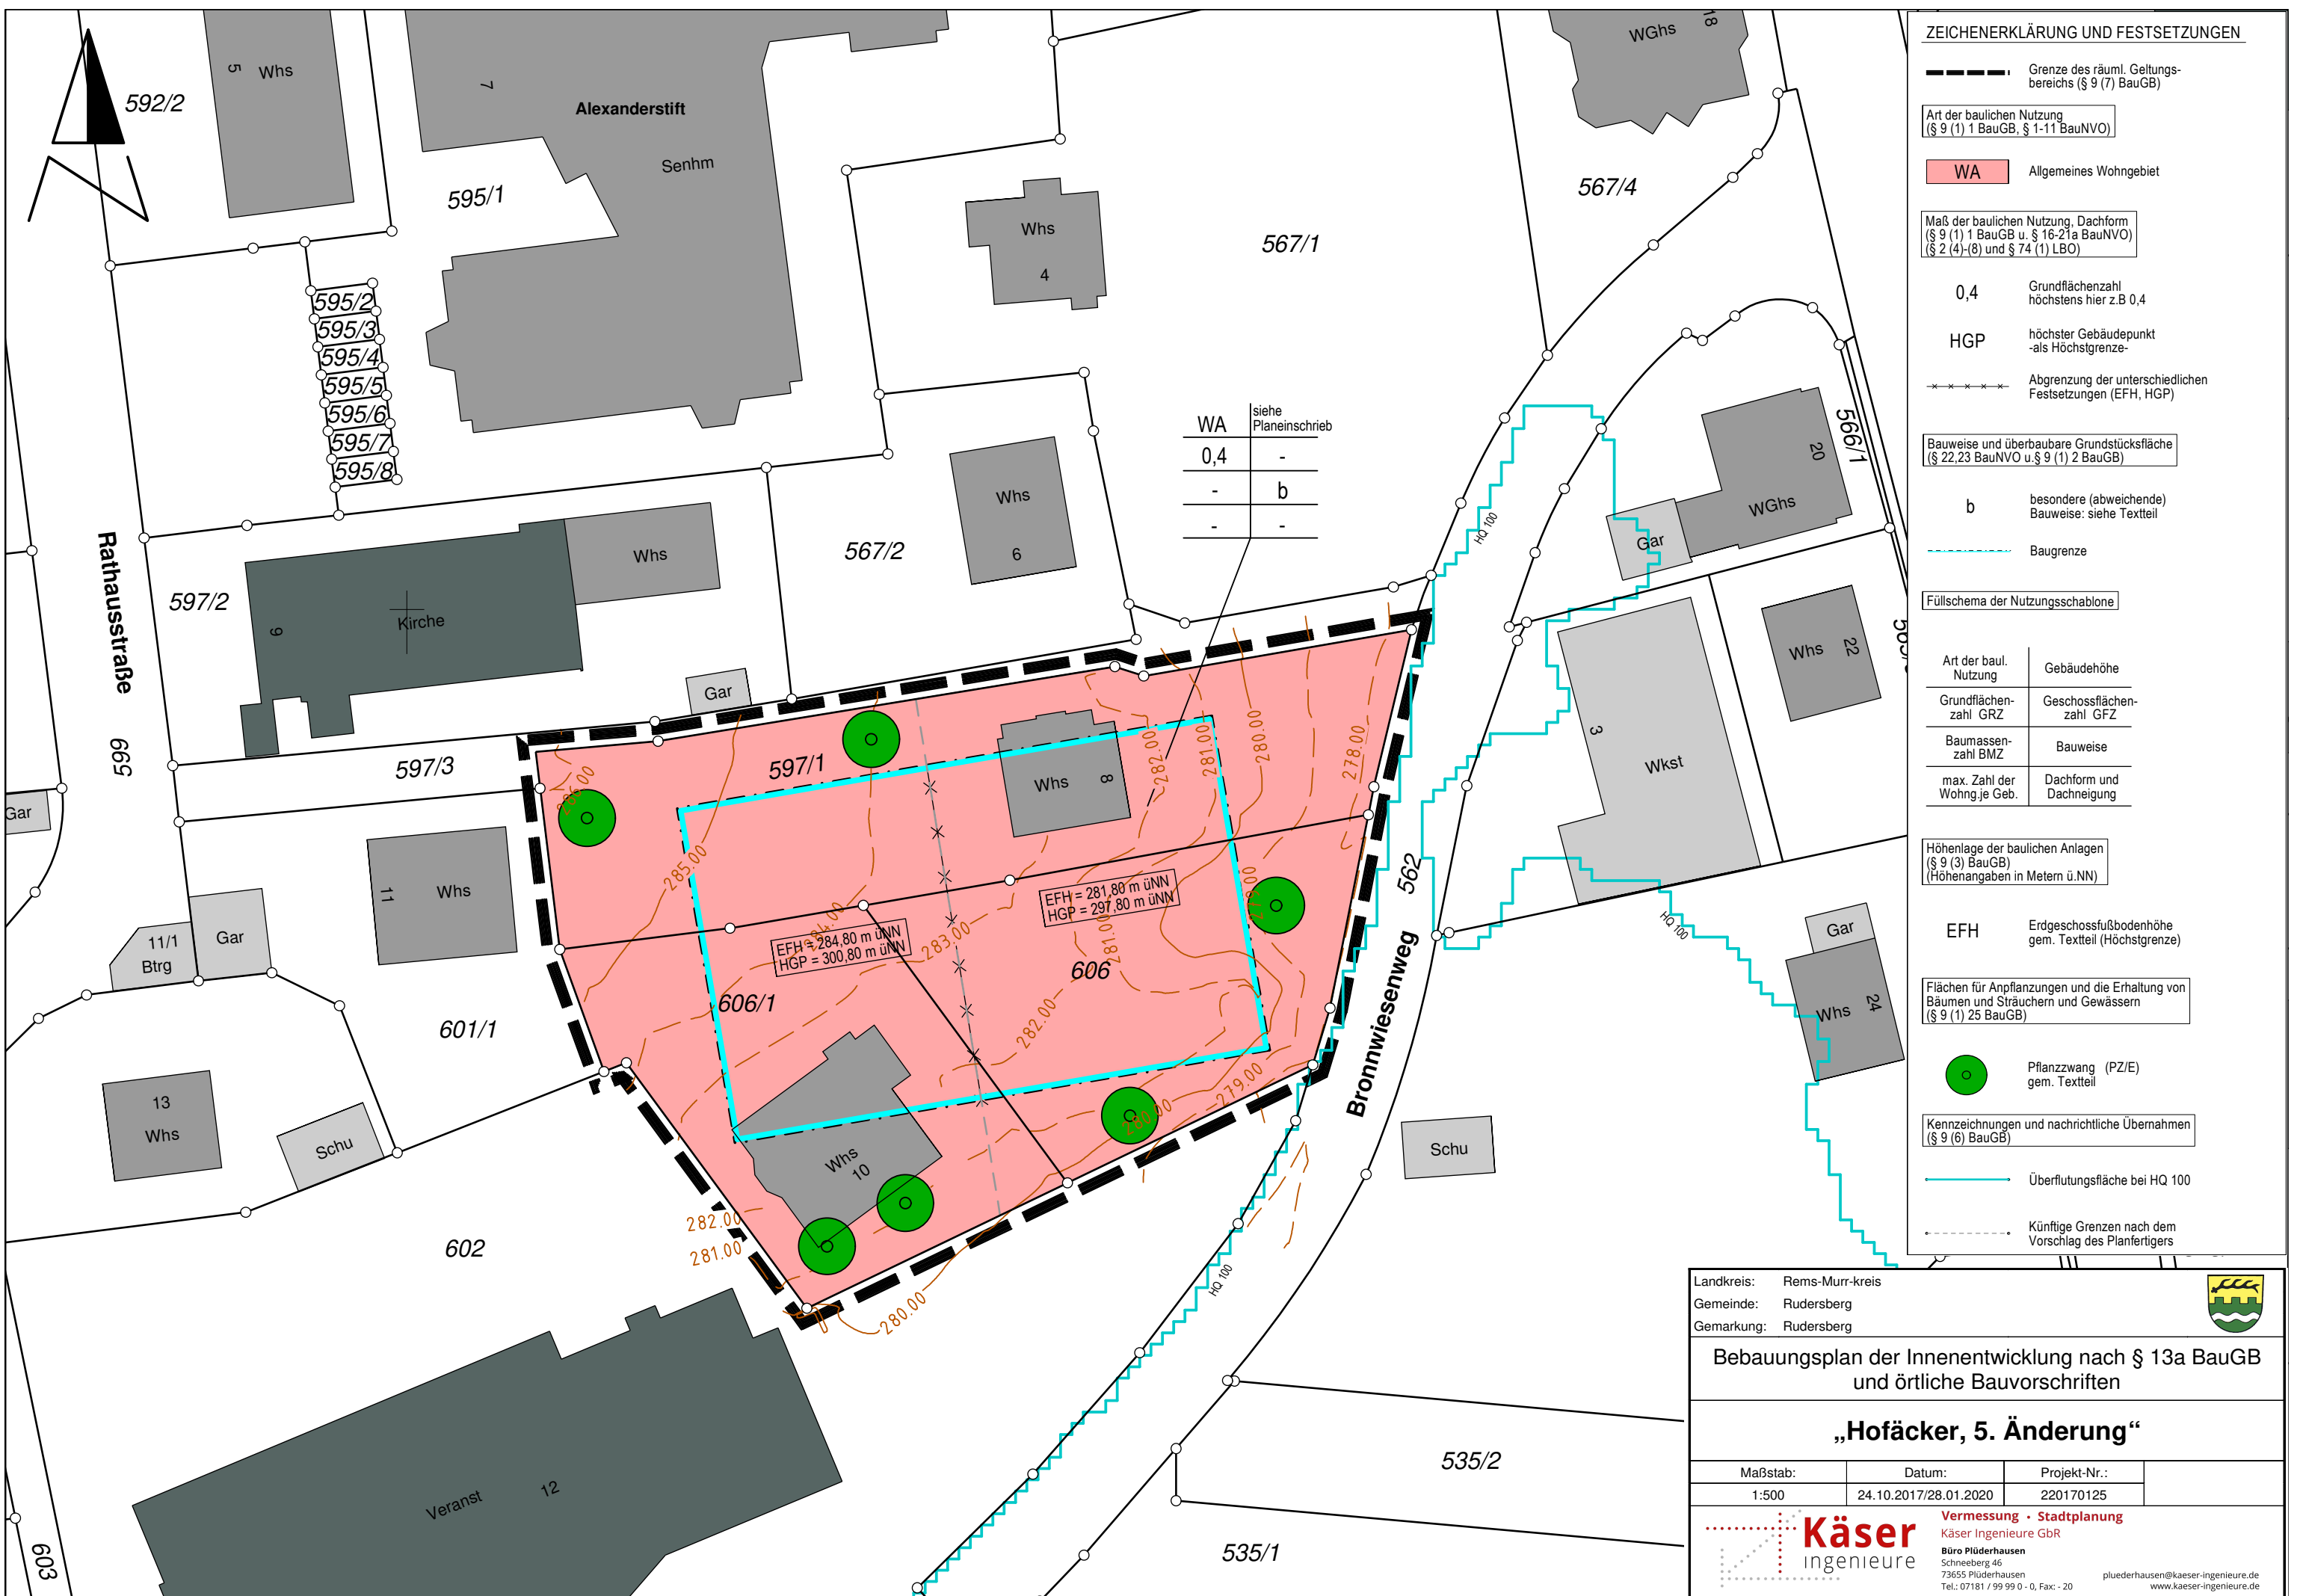 5
Whs
592/2
7
Alexanderstift
Senhm
595/1
595/2
595/3
595/4
595/5
595/6
595/7
595/8
Whs
4
567/1
WGhs
18
567/4
WA
siehe
Planeinschrieb
0,4
-
-
b
-
-
HQ 100
20
WGhs
Gar
566/1
Rathausstraße
599
597/2
9
Kirche
Whs
567/2
Whs
6
Gar
597/3
597/1
Whs
8
286.00
285.00
284.00
283.00
282.00
282.00
281.00
281.00
280.00
278.00
279.00
279.00
280.00
EFH = 284,80 m üNN
HGP = 300,80 m üNN
EFH = 281,80 m üNN
HGP = 297,80 m üNN
606/1
606
Whs
10
282.00
281.00
280.00
Gar
11
Whs
11/1
Btrg
Gar
601/1
13
Whs
Schu
602
Veranst
12
603
Bronnwiesenweg
562
3
Wkst
Whs
22
HQ 100
Gar
Whs
24
Schu
HQ 100
535/2
535/1
ZEICHENERKLÄRUNG UND FESTSETZUNGEN
Grenze des räuml. Geltungs-
bereichs (§ 9 (7) BauGB)
Art der baulichen Nutzung
(§ 9 (1) 1 BauGB, § 1-11 BauNVO)
WA
Allgemeines Wohngebiet
Maß der baulichen Nutzung, Dachform
(§ 9 (1) 1 BauGB u. § 16-21a BauNVO)
(§ 2 (4)-(8) und § 74 (1) LBO)
0,4
Grundflächenzahl
höchstens hier z.B 0,4
HGP
höchster Gebäudepunkt
-als Höchstgrenze-
Abgrenzung der unterschiedlichen
Festsetzungen (EFH, HGP)
Bauweise und überbaubare Grundstücksfläche
(§ 22,23 BauNVO u.§ 9 (1) 2 BauGB)
b
besondere (abweichende)
Bauweise: siehe Textteil
Baugrenze
Füllschema der Nutzungsschablone
Art der baul.
Nutzung
Gebäudehöhe
Grundflächen-
zahl GRZ
Geschossflächen-
zahl GFZ
Baumassen-
zahl BMZ
Bauweise
max. Zahl der
Wohng.je Geb.
Dachform und
Dachneigung
Höhenlage der baulichen Anlagen
(§ 9 (3) BauGB)
(Höhenangaben in Metern ü.NN)
EFH
Erdgeschossfußbodenhöhe
gem. Textteil (Höchstgrenze)
Flächen für Anpflanzungen und die Erhaltung von
Bäumen und Sträuchern und Gewässern
(§ 9 (1) 25 BauGB)
Pflanzzwang (PZ/E)
gem. Textteil
Kennzeichnungen und nachrichtliche Übernahmen
(§ 9 (6) BauGB)
Überflutungsfläche bei HQ 100
Künftige Grenzen nach dem
Vorschlag des Planfertigers
Landkreis: Rems-Murr-kreis
Gemeinde: Rudersberg
Gemarkung: Rudersberg
Bebauungsplan der Innenentwicklung nach § 13a BauGB
und örtliche Bauvorschriften
„Hofäcker, 5. Änderung“
Maßstab: Datum: Projekt-Nr.:
1:500 24.10.2017/28.01.2020 220170125
Käser
ingenieure
Vermessung · Stadtplanung
Käser Ingenieure GbR
Büro Plüderhausen
Schneeberg 46
73655 Plüderhausen
Tel.: 07181 / 99 99 0 - 0, Fax: - 20
pluederhausen@kaeser-ingenieure.de
www.kaeser-ingenieure.de